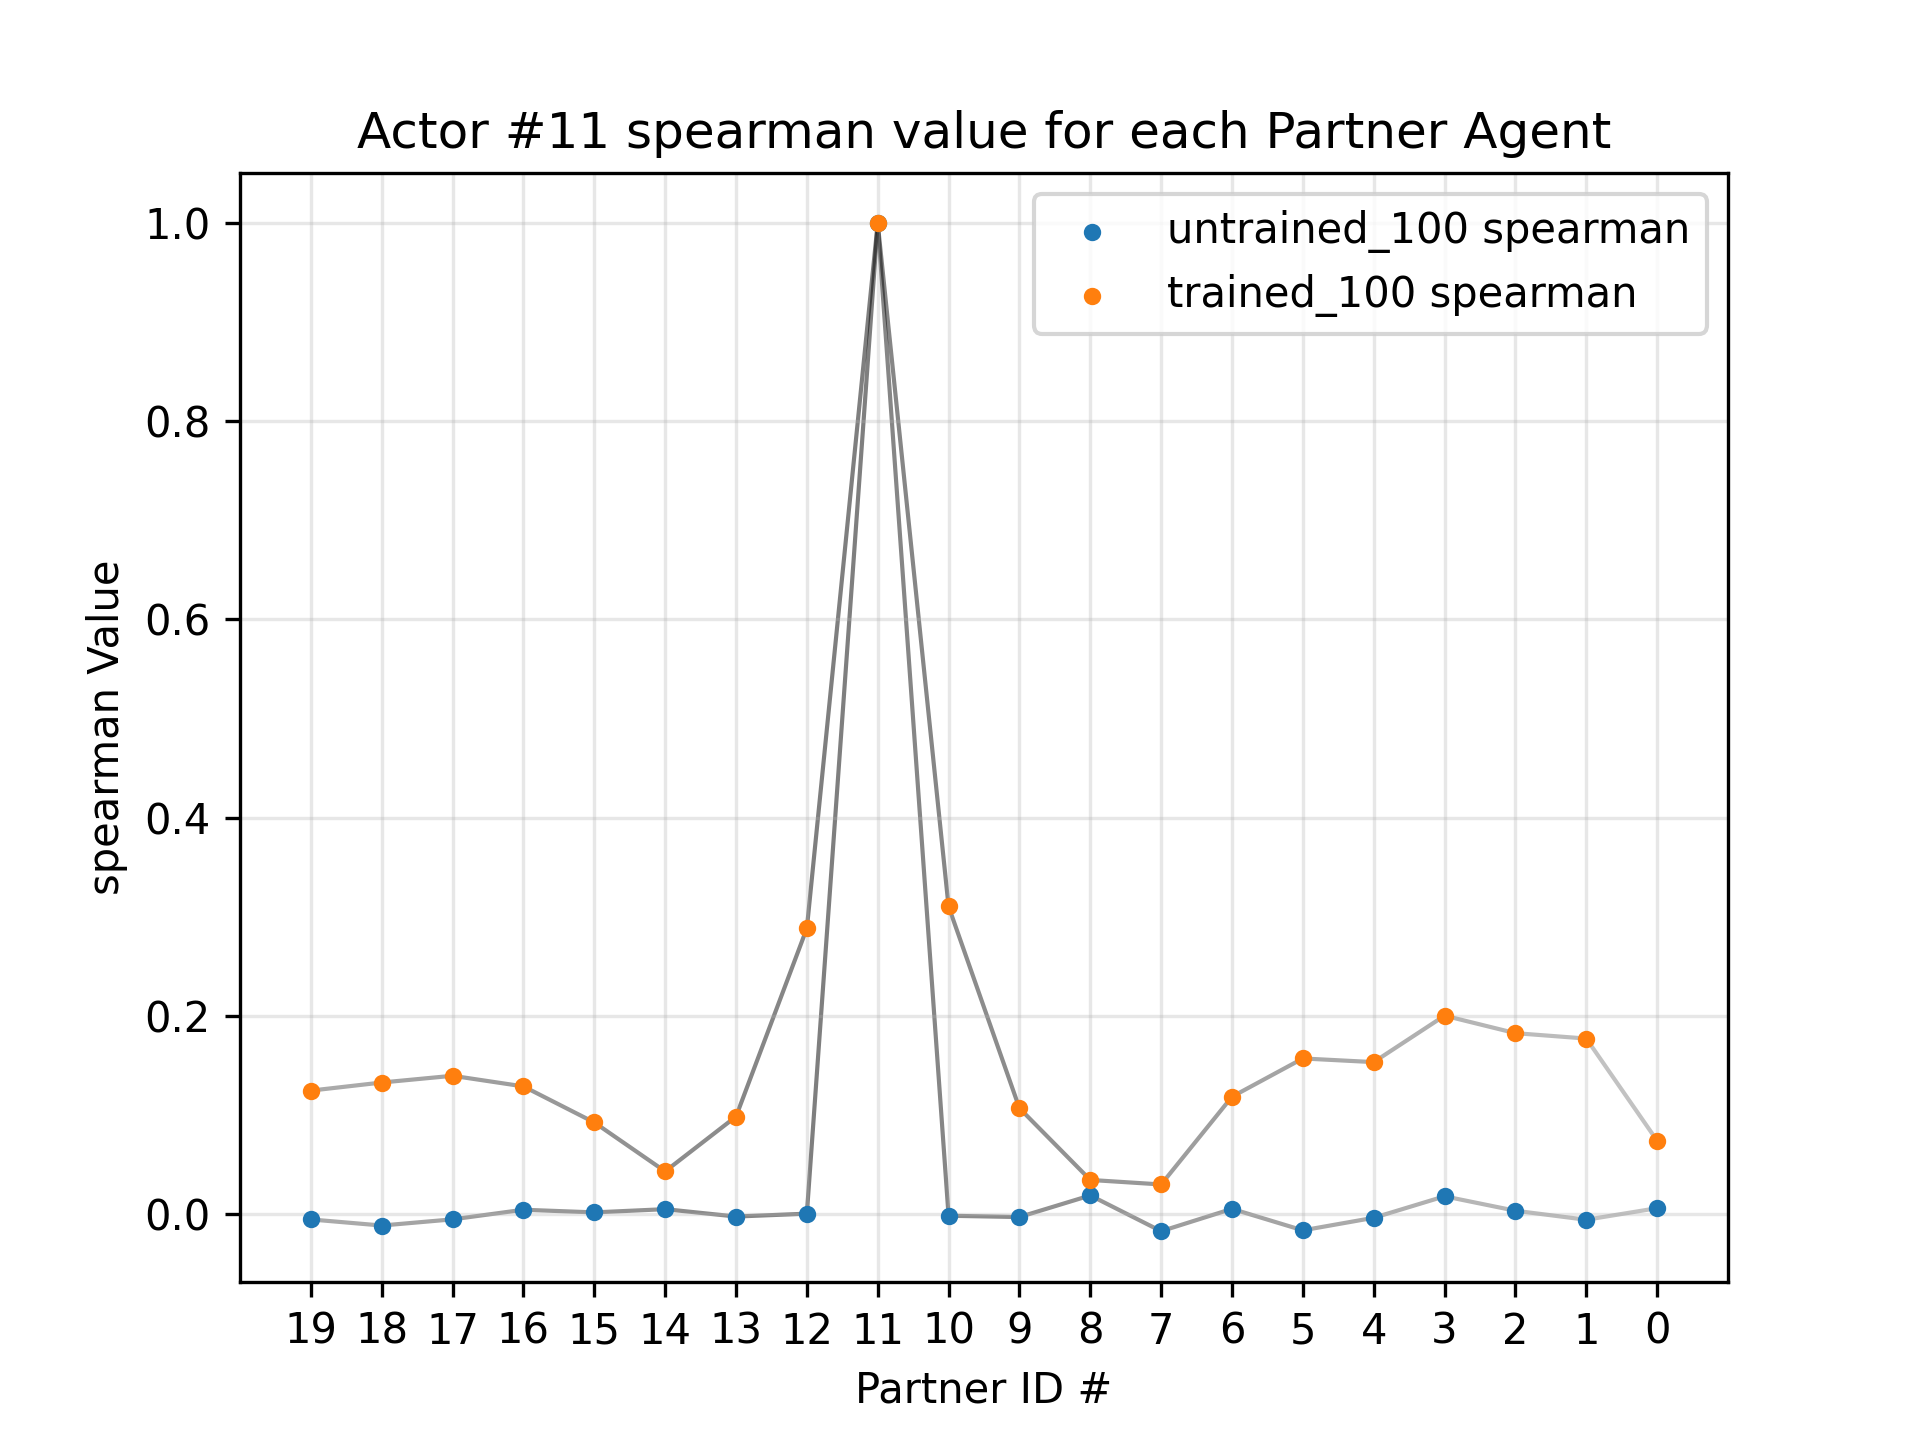 Actor #11 spearman value for each Partner Agent
untrained_100 spearman
trained_100 spearman
1.0
0.8
0.6
0.4
0.2
0.0
spearman Value
19 18 17 16 15 14 13 12 11 10 9 8 7 6 5 4 3 2 1 0
Partner ID #